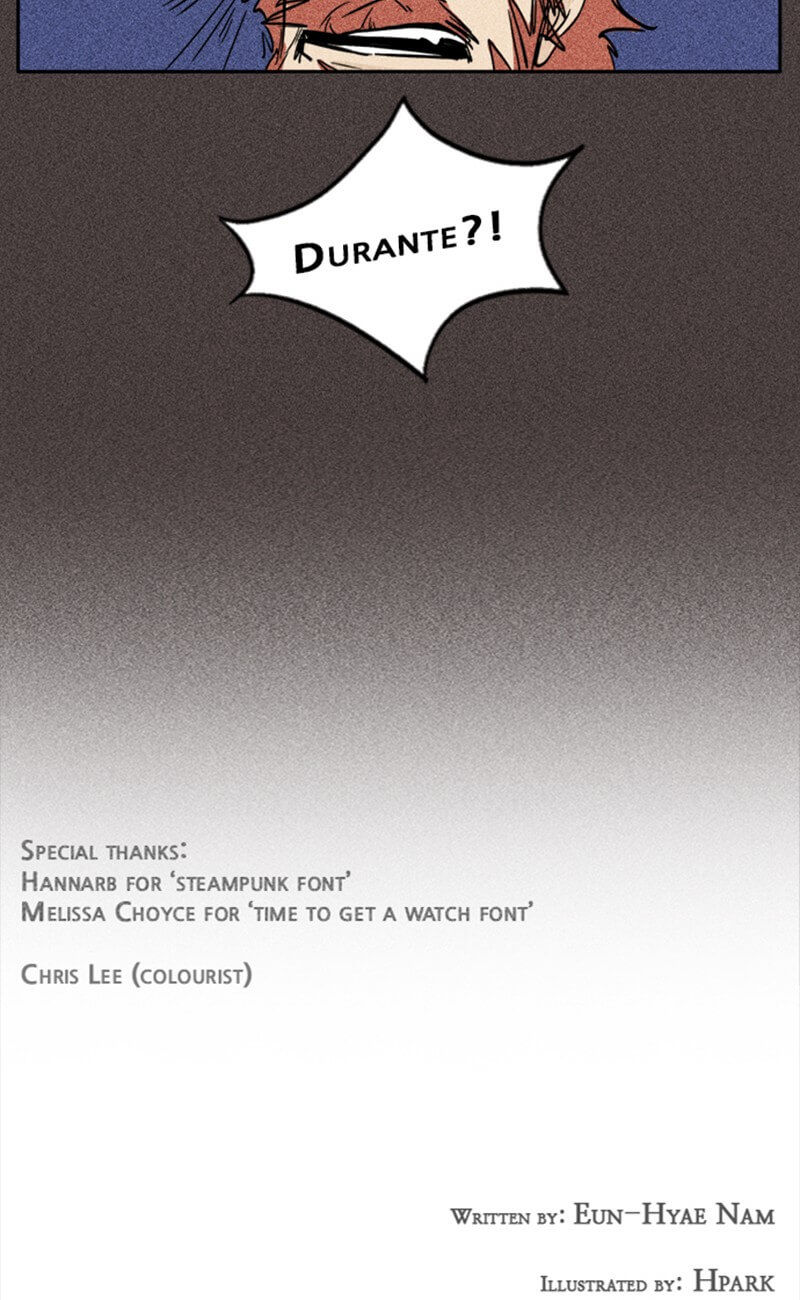 DURANTE?!
SPECIAL THANKS:
HANNARB FOR ‘STEAMPUNK FONT’
MELISSA CHOYCE FOR ‘TIME TO GET A WATCH FONT’
CHRIS LEE (COLOURIST)
WRITTEN BY: EUN-HYAE NAM
ILLUSTRATED BY: HPARK